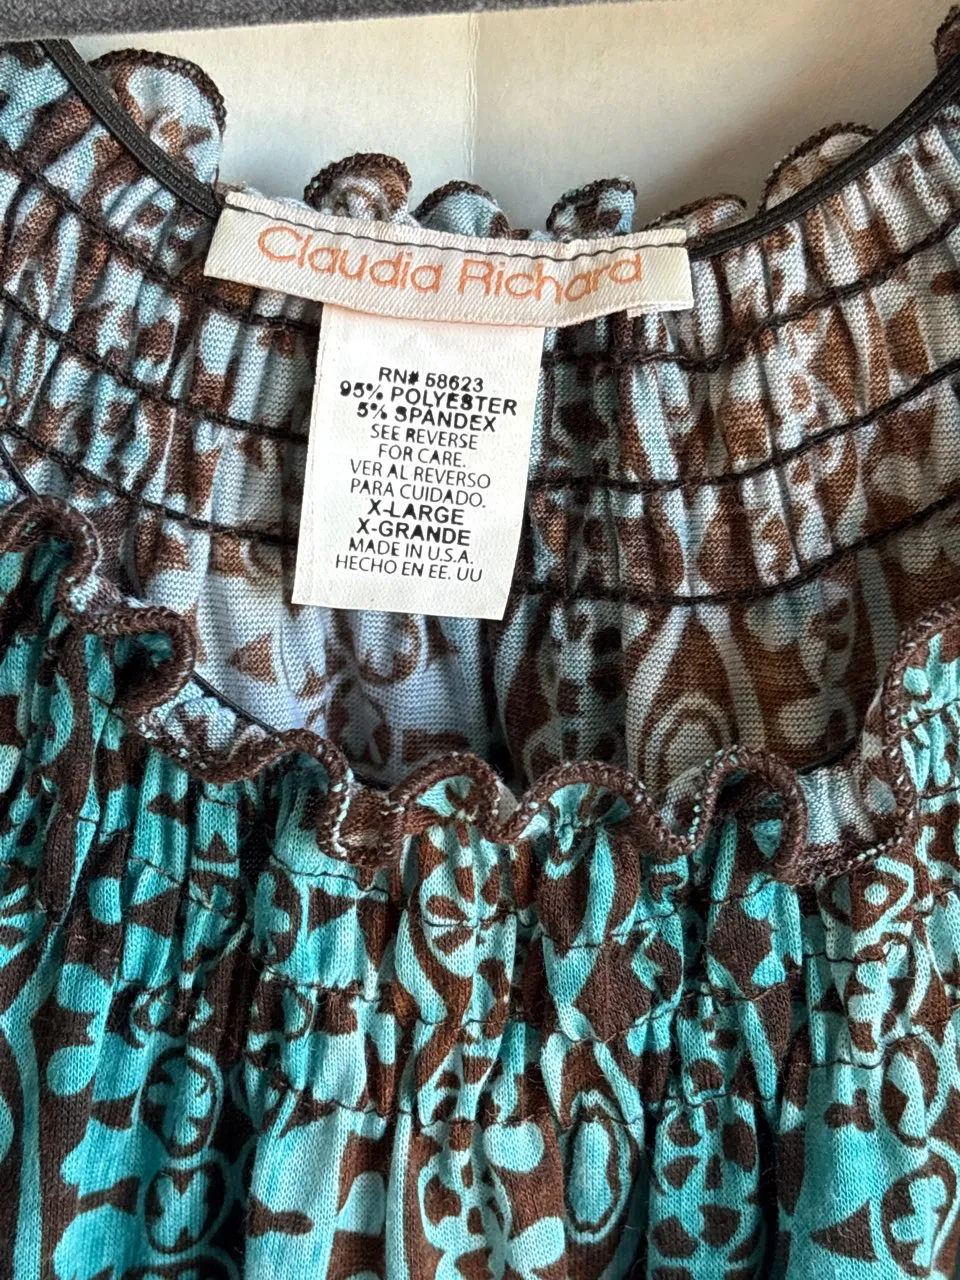 Claudia Richard
RN# 58623
95% POLYESTER
5% SPANDEX
SEE REVERSE
FOR CARE.
VER AL REVERSO
PARA CUIDADO.
X-LARGE
X-GRANDE
MADE IN U.S.A.
HECHO EN EE. UU